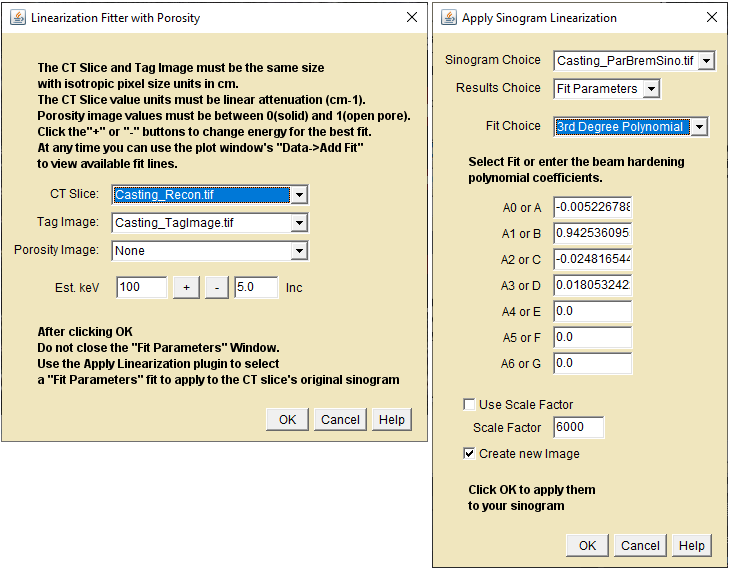 Linearization Fitter with Porosity
The CT Slice and Tag Image must be the same size
with isotropic pixel size units in cm.
The CT Slice value units must be linear attenuation (cm-1).
Porosity image values must be between 0(solid) and 1(open pore).
Click the"+" or "-" buttons to change energy for the best fit.
At any time you can use the plot window's "Data->Add Fit"
to view available fit lines.
CT Slice: Casting_Recon.tif
Tag Image: Casting_TagImage.tif
Porosity Image: None
Est. keV 100 + - 5.0 Inc
After clicking OK
Do not close the "Fit Parameters" Window.
Use the Apply Linearization plugin to select
a "Fit Parameters" fit to apply to the CT slice's original sinogram
OK Cancel Help
Apply Sinogram Linearization
Sinogram Choice Casting_ParBremSino.tif
Results Choice Fit Parameters
Fit Choice 3rd Degree Polynomial
Select Fit or enter the beam hardening
polynomial coefficients.
A0 or A -0.005226788
A1 or B 0.942536095
A2 or C -0.024816544
A3 or D 0.018053242
A4 or E 0.0
A5 or F 0.0
A6 or G 0.0
Use Scale Factor
Scale Factor 6000
Create new Image
Click OK to apply them
to your sinogram
OK Cancel Help